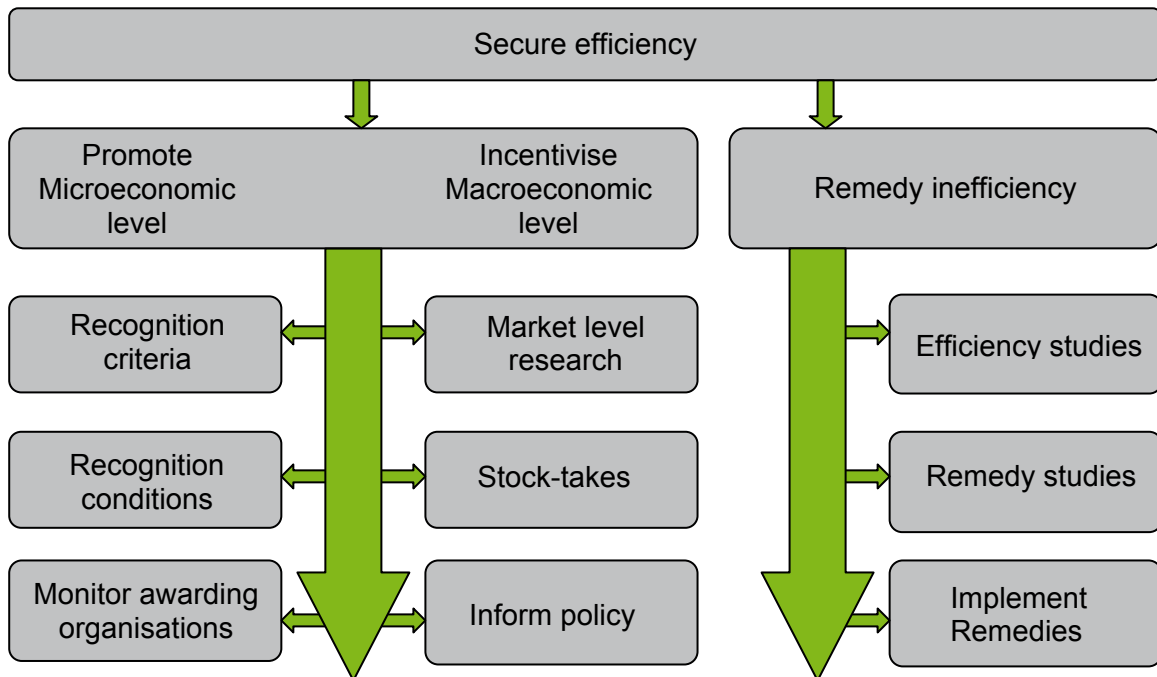 Secure efficiency
Promote
Microeconomic
level
Incentivise
Macroeconomic
level
Remedy inefficiency
Recognition
criteria
Market level
research
Efficiency studies
Recognition
conditions
Stock-takes
Remedy studies
Monitor awarding
organisations
Inform policy
Implement
Remedies